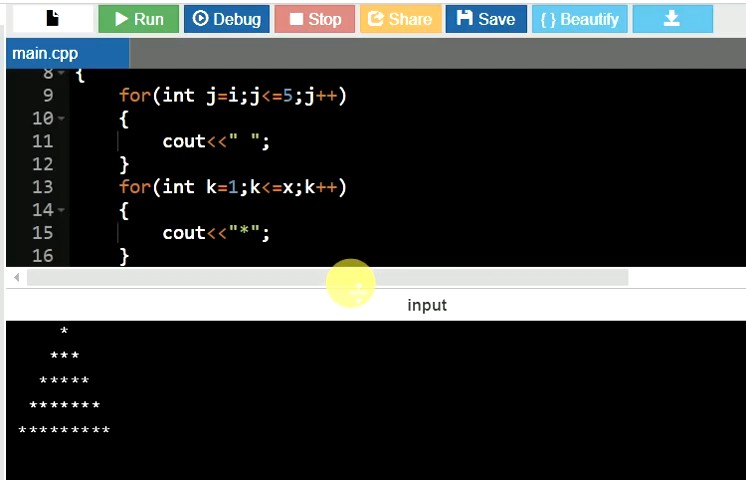 Run Debug Stop Share Save { } Beautify
main.cpp
8 {
9 for(int j=i;j<=5;j++)
10 {
11 cout<<" ";
12 }
13 for(int k=1;k<=x;k++)
14 {
15 cout<<"*";
16 }
input
*
***
*****
*******
*********